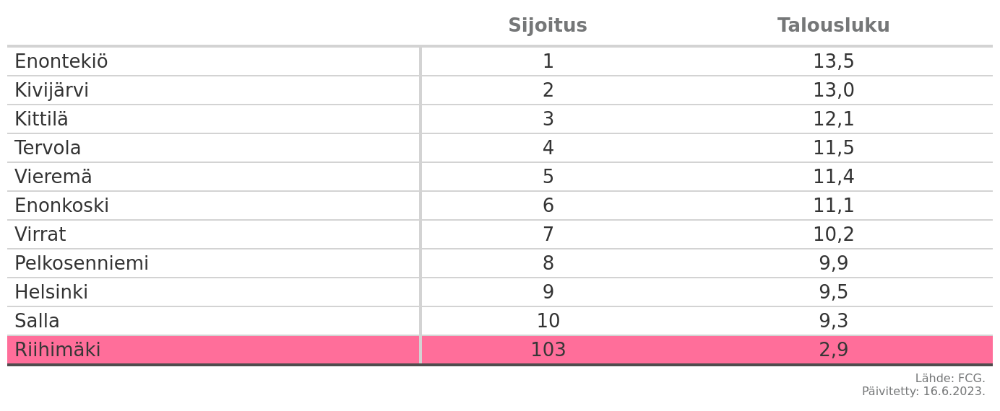 Sijoitus Talousluku
Enontekiö 1 13,5
Kivijärvi 2 13,0
Kittilä 3 12,1
Tervola 4 11,5
Vieremä 5 11,4
Enonkoski 6 11,1
Virrat 7 10,2
Pelkosenniemi 8 9,9
Helsinki 9 9,5
Salla 10 9,3
Riihimäki 103 2,9
Lähde: FCG.
Päivitetty: 16.6.2023.